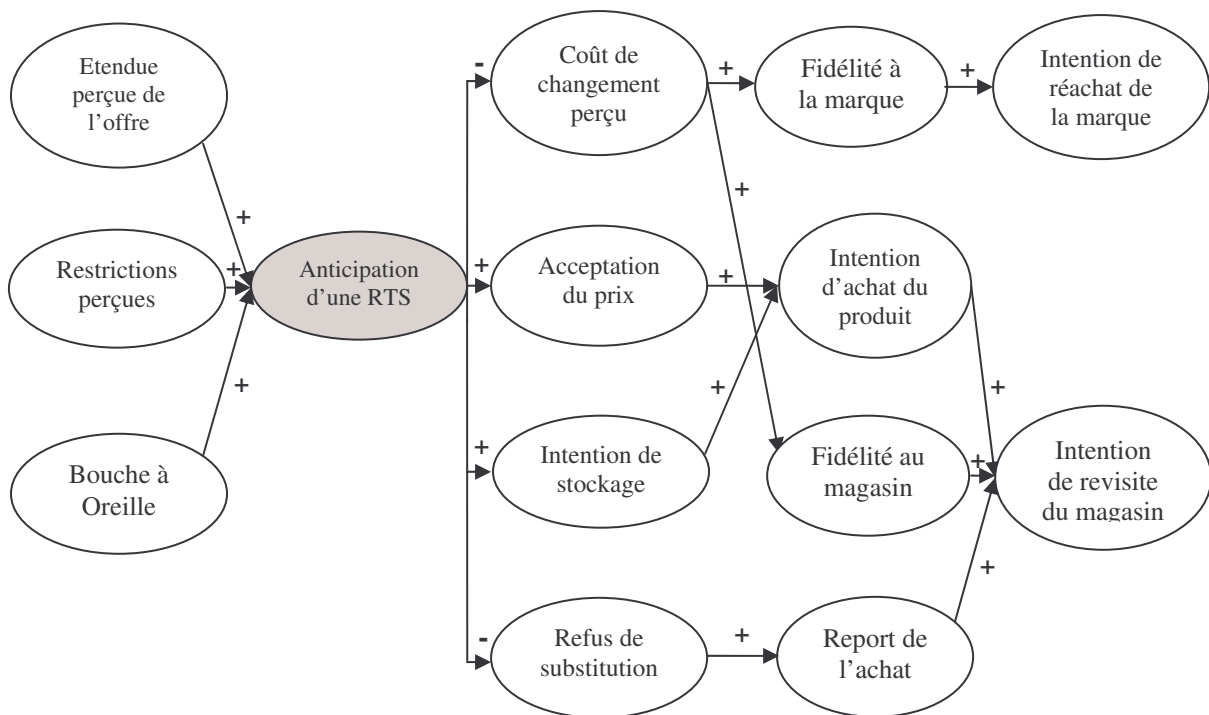 Etendue
perçue de
l'offre
+
Restrictions
perçues
+
Bouche à
Oreille
+
Anticipation
d'une RTS
-
Coût de
changement
perçu
+
Fidélité à
la marque
+
Intention de
réachat de
la marque
+
+
Acceptation
du prix
+
Intention
d'achat du
produit
+
+
Intention de
stockage
+
Fidélité au
magasin
+
Intention
de revisite
du magasin
-
Refus de
substitution
+
Report de
l'achat
+